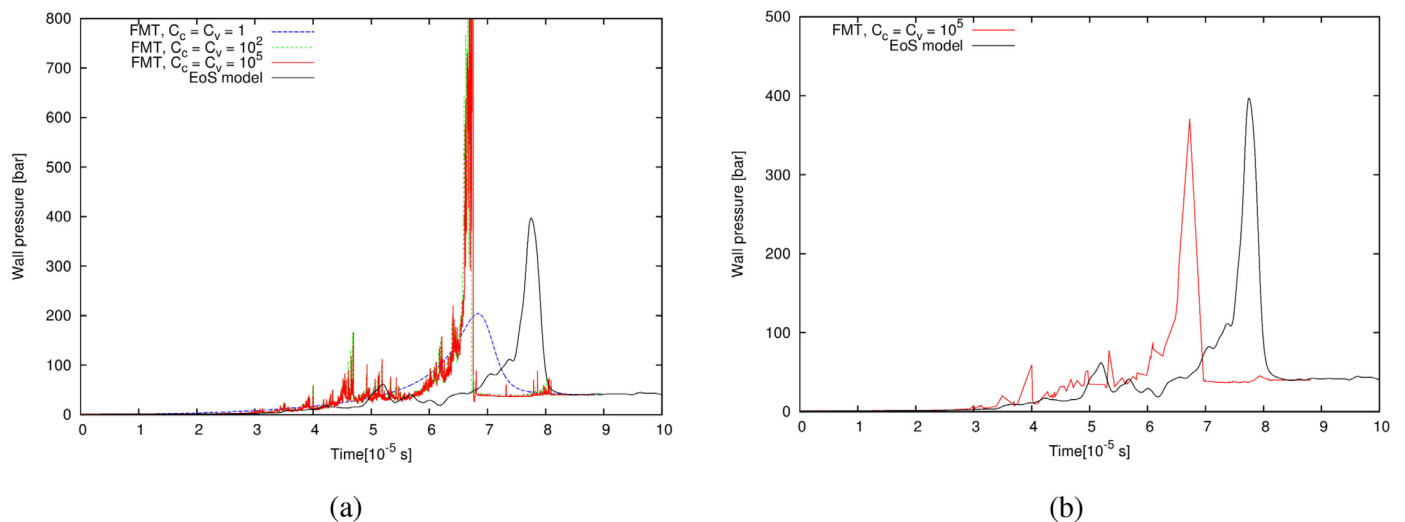 800
700
600
500
400
300
200
100
0
Wall pressure [bar]
FMT, C_c = C_v = 1
FMT, C_c = C_v = 10^2
FMT, C_c = C_v = 10^5
EoS model
0 1 2 3 4 5 6 7 8 9 10
Time[10^-5 s]
(a)
500
400
300
200
100
0
Wall pressure [bar]
FMT, C_c = C_v = 10^5
EoS model
0 1 2 3 4 5 6 7 8 9 10
Time[10^-5 s]
(b)